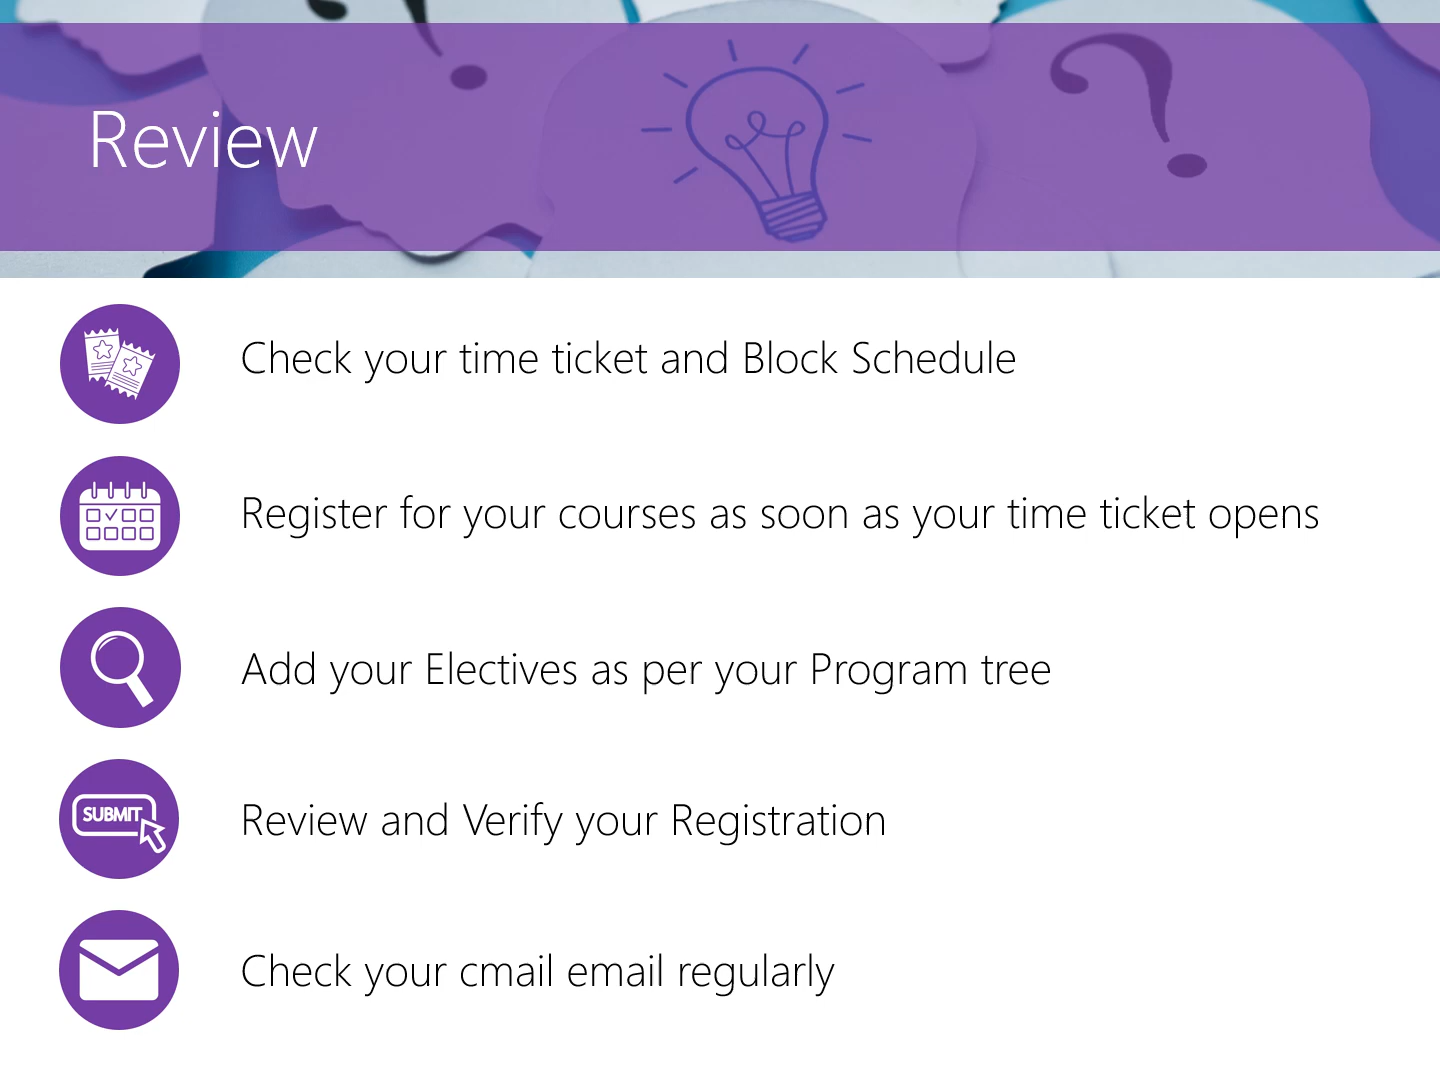 Review
Check your time ticket and Block Schedule
Register for your courses as soon as your time ticket opens
Add your Electives as per your Program tree
SUBMIT
Review and Verify your Registration
Check your cmail email regularly